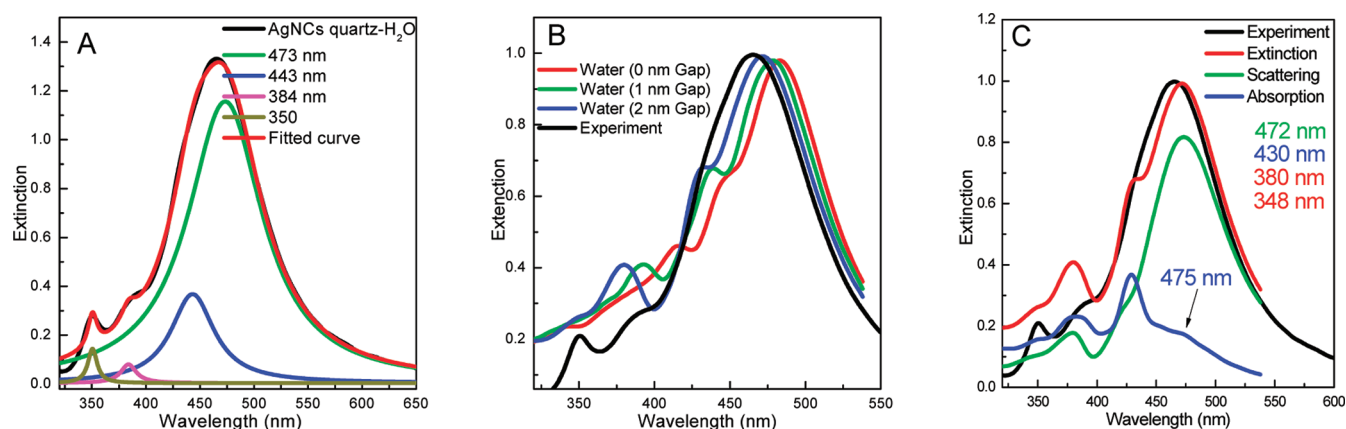 A
AgNCs quartz-H₂O
473 nm
443 nm
384 nm
350
Fitted curve
Extinction
1.4
1.2
1.0
0.8
0.6
0.4
0.2
0.0
350 400 450 500 550 600 650
Wavelength (nm)
B
Water (0 nm Gap)
Water (1 nm Gap)
Water (2 nm Gap)
Experiment
Extenction
1.0
0.8
0.6
0.4
0.2
350 400 450 500 550
Wavelength (nm)
C
Experiment
Extinction
Scattering
Absorption
472 nm
430 nm
380 nm
348 nm
475 nm
Extinction
1.2
1.0
0.8
0.6
0.4
0.2
0.0
350 400 450 500 550 600
Wavelength (nm)